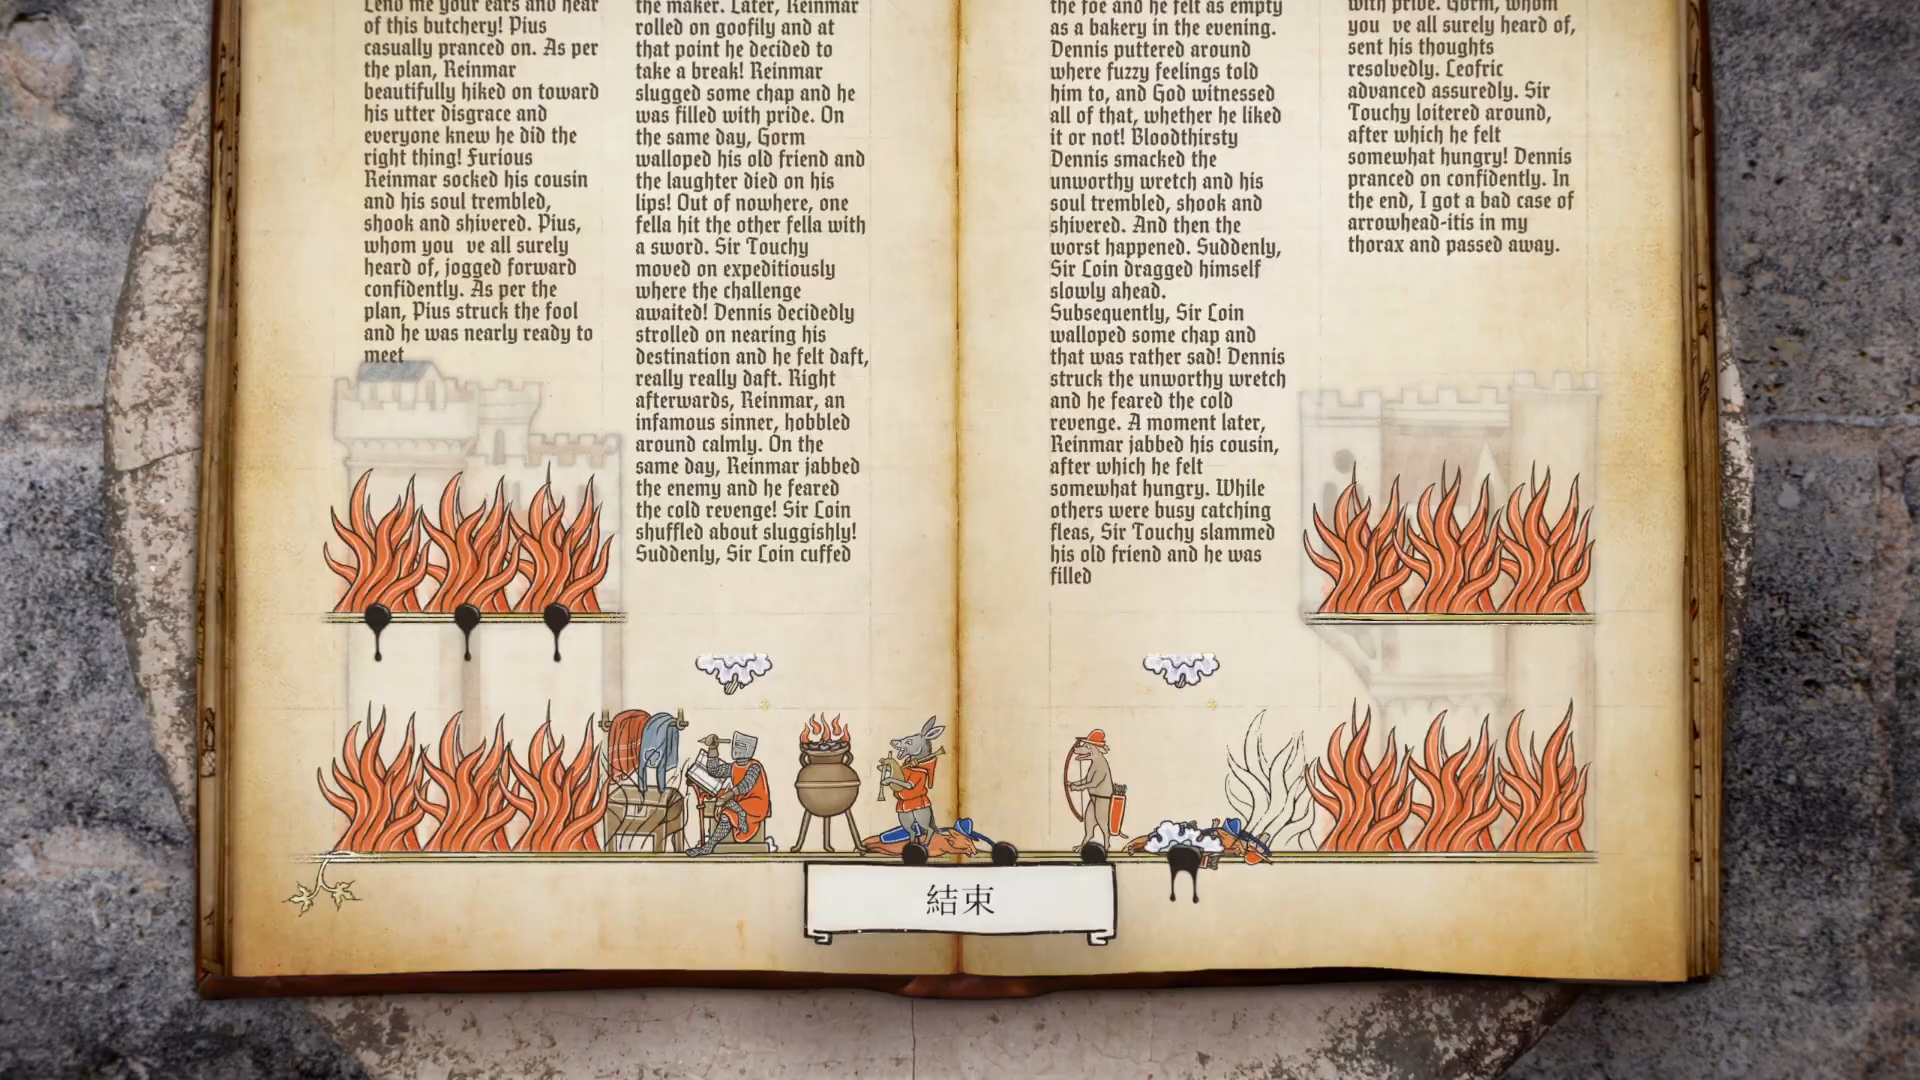 Lend me your ears and hear
of this butchery! Pius
casually pranced on. As per
the plan, Reinmar
beautifully hiked on toward
his utter disgrace and
everyone knew he did the
right thing! Furious
Reinmar socked his cousin
and his soul trembled,
shook and shivered. Pius,
whom you ve all surely
heard of, jogged forward
confidently. As per the
plan, Pius struck the fool
and he was nearly ready to
meet
the maker. Later, Reinmar
rolled on goofily and at
that point he decided to
take a break! Reinmar
slugged some chap and he
was filled with pride. On
the same day, Gorm
walloped his old friend and
the laughter died on his
lips! Out of nowhere, one
fella hit the other fella with
a sword. Sir Touchy
moved on expeditiously
where the challenge
awaited! Dennis decidedly
strolled on nearing his
destination and he felt daft,
really really daft. Right
afterwards, Reinmar, an
infamous sinner, hobbled
around calmly. On the
same day, Reinmar jabbed
the enemy and he feared
the cold revenge! Sir Loin
shuffled about sluggishly!
Suddenly, Sir Loin cuffed
the foe and he felt as empty
as a bakery in the evening.
Dennis puttered around
where fuzzy feelings told
him to, and God witnessed
all of that, whether he liked
it or not! Bloodthirsty
Dennis smacked the
unworthy wretch and his
soul trembled, shook and
shivered. And then the
worst happened. Suddenly,
Sir Loin dragged himself
slowly ahead.
Subsequently, Sir Loin
walloped some chap and
that was rather sad! Dennis
struck the unworthy wretch
and he feared the cold
revenge. A moment later,
Reinmar jabbed his cousin,
after which he felt
somewhat hungry. While
others were busy catching
fleas, Sir Touchy slammed
his old friend and he was
filled
with pride. Gorm, whom
you ve all surely heard of,
sent his thoughts
resolvedly. Leofric
advanced assuredly. Sir
Touchy loitered around,
after which he felt
somewhat hungry! Dennis
pranced on confidently. In
the end, I got a bad case of
arrowhead-itis in my
thorax and passed away.
結束